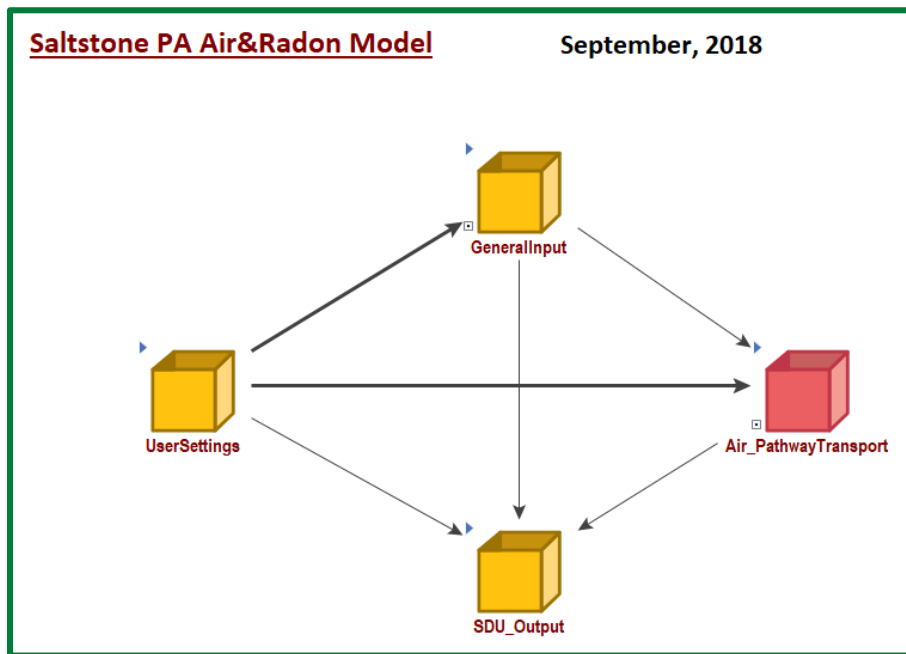 Saltstone PA Air&Radon Model
September, 2018
GeneralInput
UserSettings
Air_PathwayTransport
SDU_Output